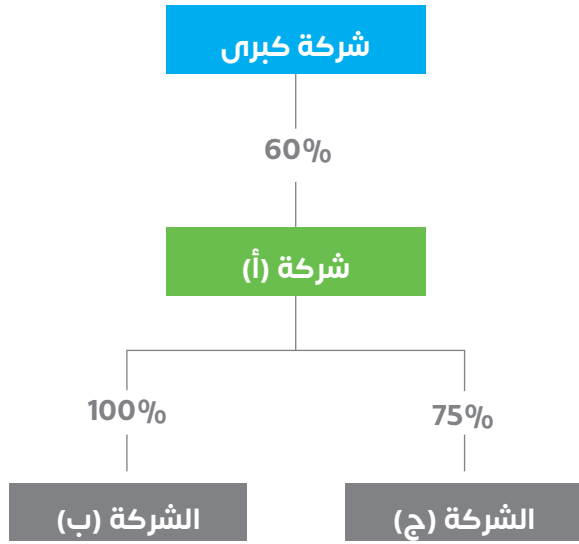 شركة كبرى
60%
شركة (أ)
100%
75%
الشركة (ب)
الشركة (ج)